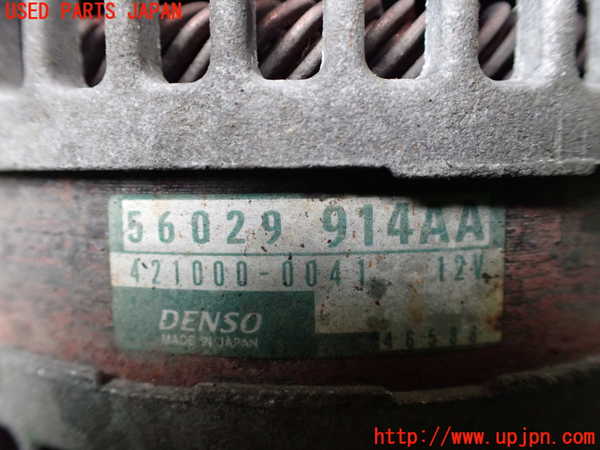 USED PARTS JAPAN
56029 914AA
421000-0041 12V
DENSO
MADE IN JAPAN
http://www.upjpn.com/